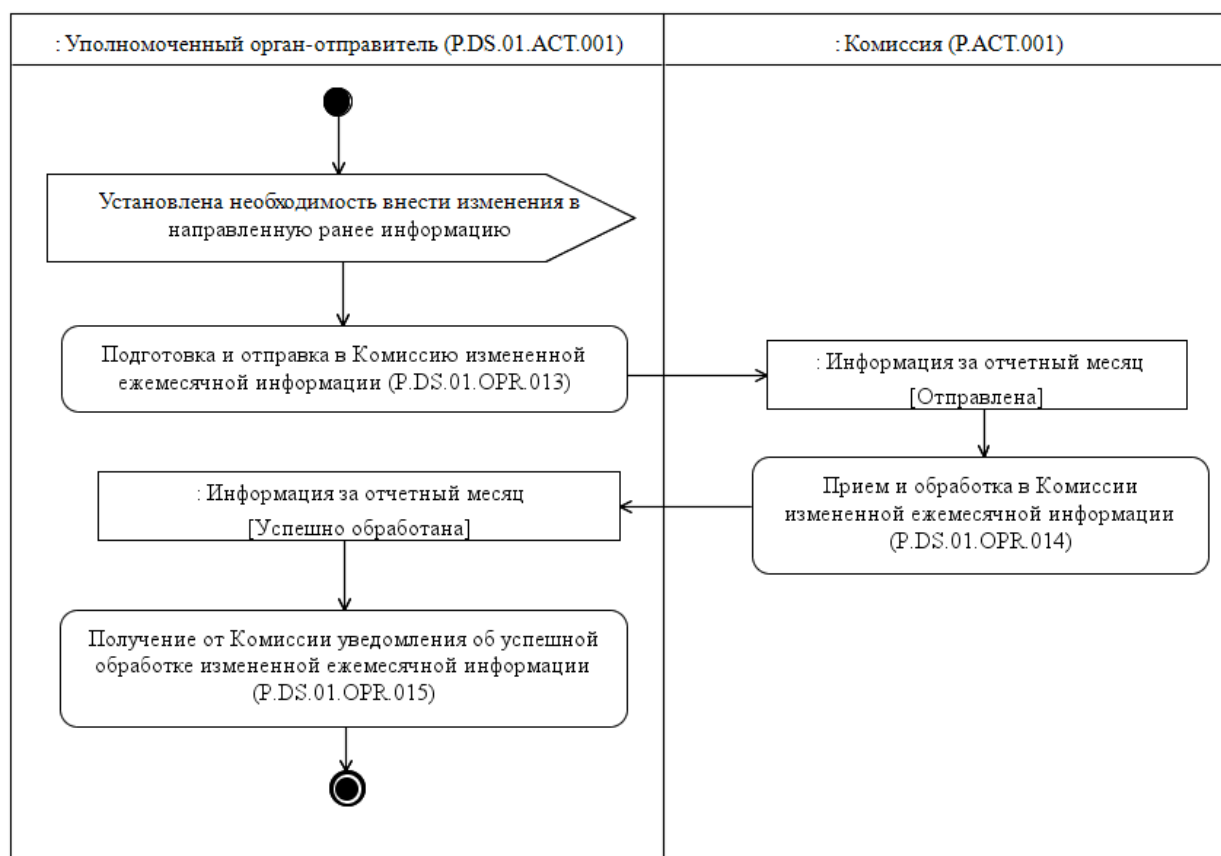 : Уполномоченный орган-отправитель (P.DS.01.ACT.001)
: Комиссия (P.ACT.001)
Установлена необходимость внести изменения в
направленную ранее информацию
Подготовка и отправка в Комиссию измененной
ежемесячной информации (P.DS.01.OPR.013)
: Информация за отчетный месяц
[Отправлена]
Прием и обработка в Комиссии
измененной ежемесячной информации
(P.DS.01.OPR.014)
: Информация за отчетный месяц
[Успешно обработана]
Получение от Комиссии уведомления об успешной
обработке измененной ежемесячной информации
(P.DS.01.OPR.015)